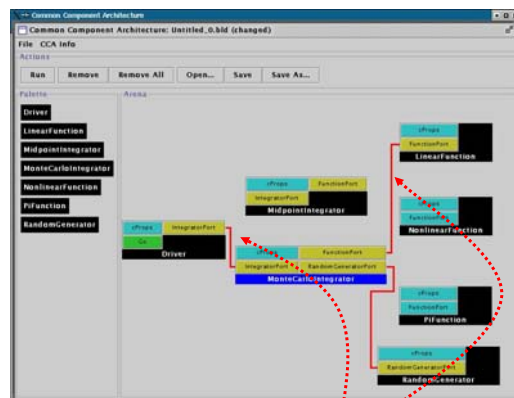 Common Component Architecture
Common Component Architecture: Untitled_0.bld (changed)
File CCA Info
Actions
Run Remove Remove All Open... Save Save As...
Palette
Arena
Driver
LinearFunction
MidpointIntegrator
MonteCarloIntegrator
NonlinearFunction
PiFunction
RandomGenerator
cProps
FunctionPort
LinearFunction
cProps FunctionPort
IntegratorPort
MidpointIntegrator
cProps
FunctionPort
NonlinearFunction
cProps IntegratorPort
Go
Driver
cProps FunctionPort
IntegratorPort RandomGeneratorPort
MonteCarloIntegrator
cProps
FunctionPort
PiFunction
cProps
RandomGeneratorPort
RandomGenerator